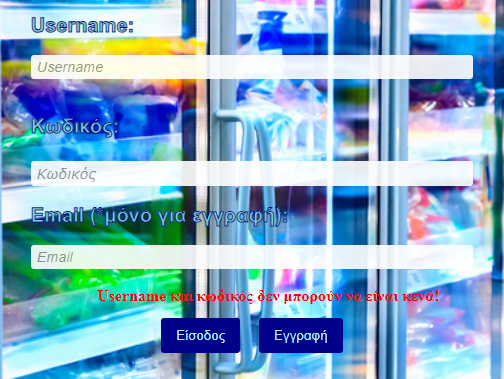 Username:
Username
Κωδικός:
Κωδικός
Email (*μόνο για εγγραφή):
Email
Username και κωδικός δεν μπορούν να είναι κενά!
Είσοδος Εγγραφή